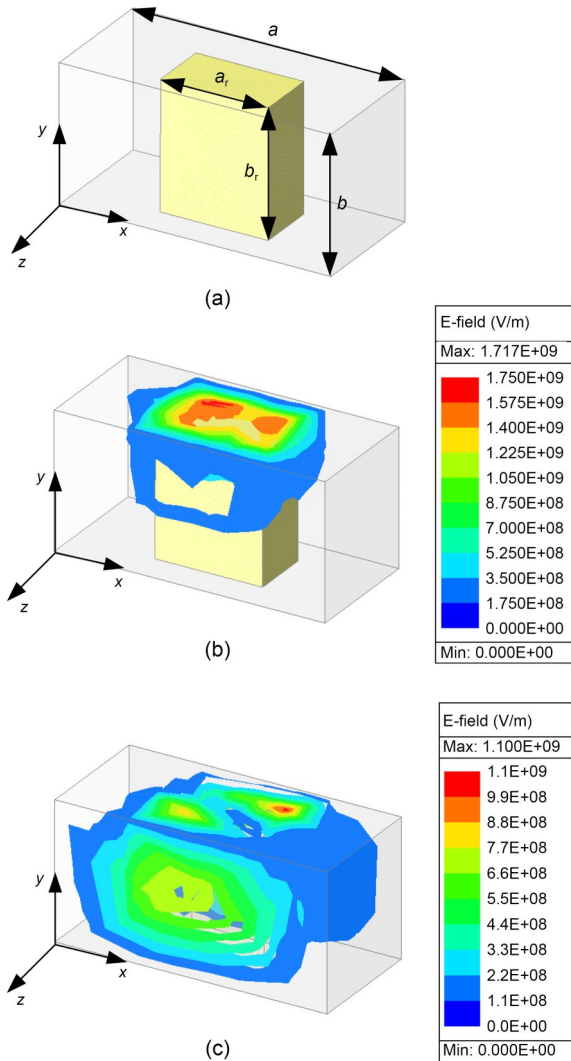 a
aᵣ
y
bᵣ
b
x
z
(a)
E-field (V/m)
Max: 1.717E+09
1.750E+09
1.575E+09
1.400E+09
1.225E+09
1.050E+09
8.750E+08
7.000E+08
5.250E+08
3.500E+08
1.750E+08
0.000E+00
Min: 0.000E+00
y
x
z
(b)
E-field (V/m)
Max: 1.100E+09
1.1E+09
9.9E+08
8.8E+08
7.7E+08
6.6E+08
5.5E+08
4.4E+08
3.3E+08
2.2E+08
1.1E+08
0.0E+00
Min: 0.000E+00
y
x
z
(c)